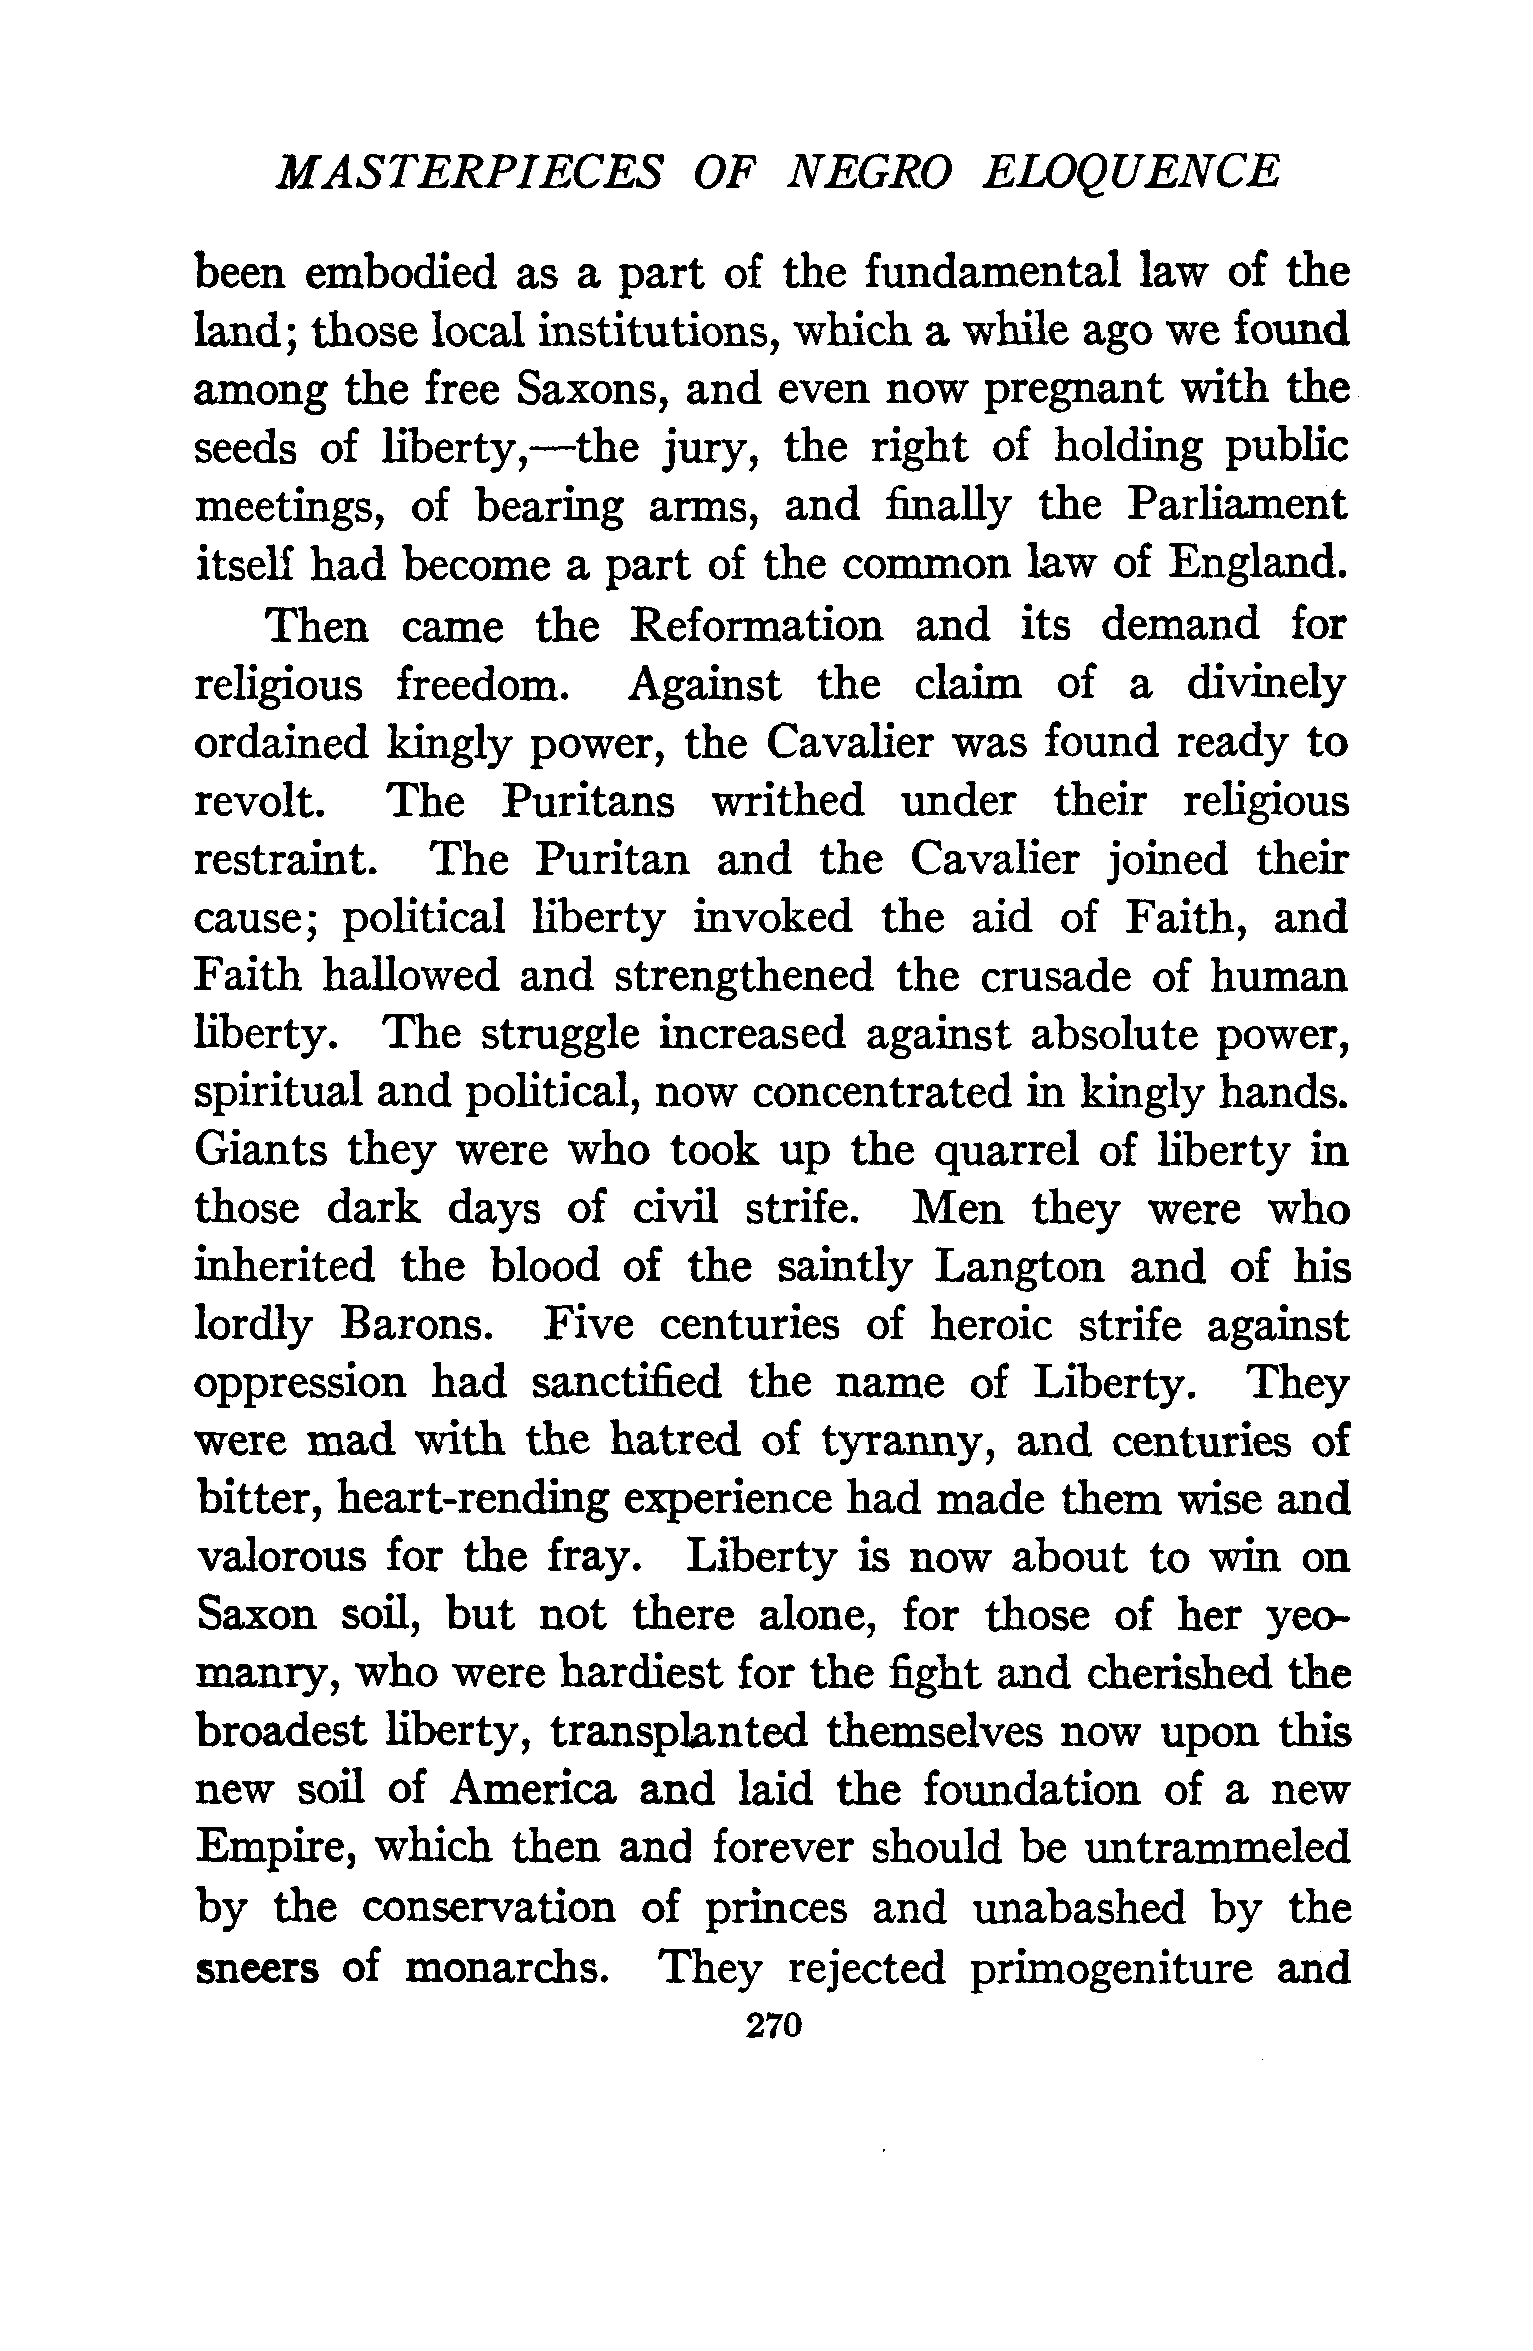 MASTERPIECES OF NEGRO ELOQUENCE
been embodied as a part of the fundamental law of the
land; those local institutions, which a while ago we found
among the free Saxons, and even now pregnant with the
seeds of liberty,—the jury, the right of holding public
meetings, of bearing arms, and finally the Parliament
itself had become a part of the common law of England.
Then came the Reformation and its demand for
religious freedom. Against the claim of a divinely
ordained kingly power, the Cavalier was found ready to
revolt. The Puritans writhed under their religious
restraint. The Puritan and the Cavalier joined their
cause; political liberty invoked the aid of Faith, and
Faith hallowed and strengthened the crusade of human
liberty. The struggle increased against absolute power,
spiritual and political, now concentrated in kingly hands.
Giants they were who took up the quarrel of liberty in
those dark days of civil strife. Men they were who
inherited the blood of the saintly Langton and of his
lordly Barons. Five centuries of heroic strife against
oppression had sanctified the name of Liberty. They
were mad with the hatred of tyranny, and centuries of
bitter, heart-rending experience had made them wise and
valorous for the fray. Liberty is now about to win on
Saxon soil, but not there alone, for those of her yeo-
manry, who were hardiest for the fight and cherished the
broadest liberty, transplanted themselves now upon this
new soil of America and laid the foundation of a new
Empire, which then and forever should be untrammeled
by the conservation of princes and unabashed by the
sneers of monarchs. They rejected primogeniture and
270